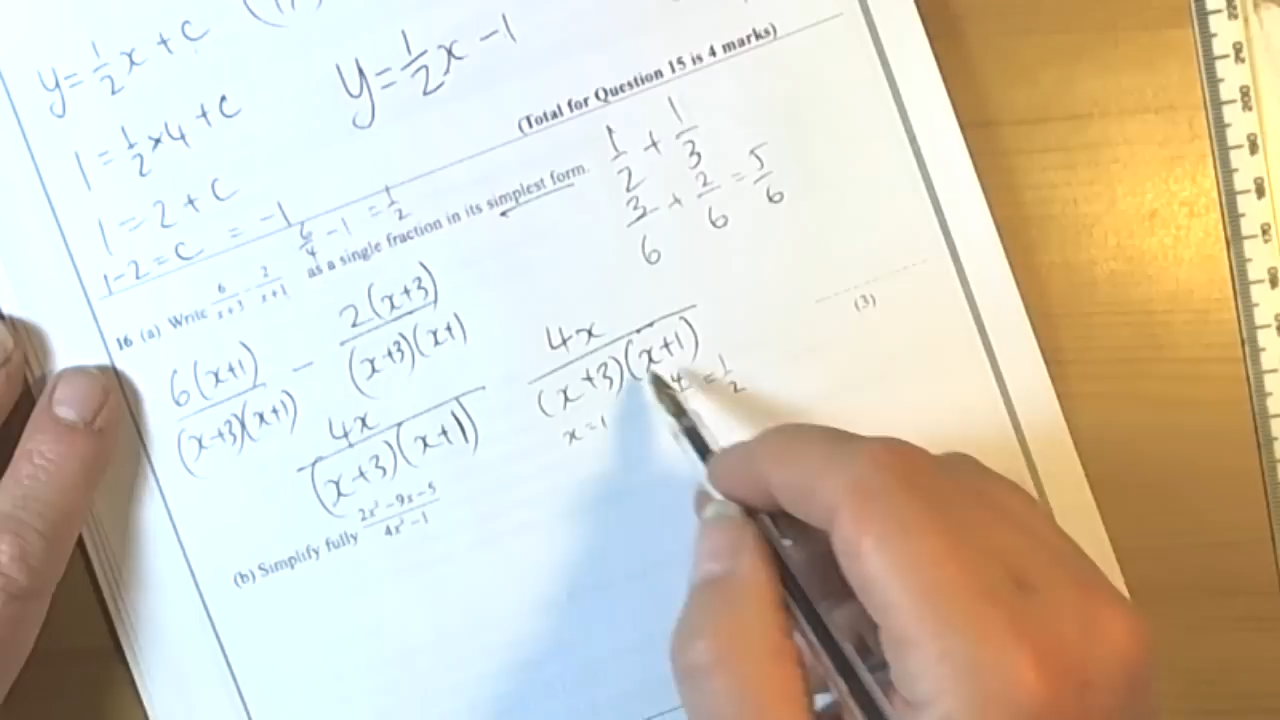 y = 1/2 x + c
y = 1/2 x - 1
1 = 1/2 × 4 + c
1 = 2 + c
1 - 2 = c = -1
(Total for Question 15 is 4 marks)
1/2 + 1/3
3/6 + 2/6 = 5/6
6/4 - 1 = 1/2
16 (a) Write 6/(x+3) - 2/(x+1) as a single fraction in its simplest form.
6(x+1)/(x+3)(x+1) - 2(x+3)/(x+3)(x+1)
4x/(x+3)(x+1)
4x/(x+3)(x+1)
x = 1
4 = 1/2
(3)
(b) Simplify fully (2x² - 9x - 5)/(4x² - 1)